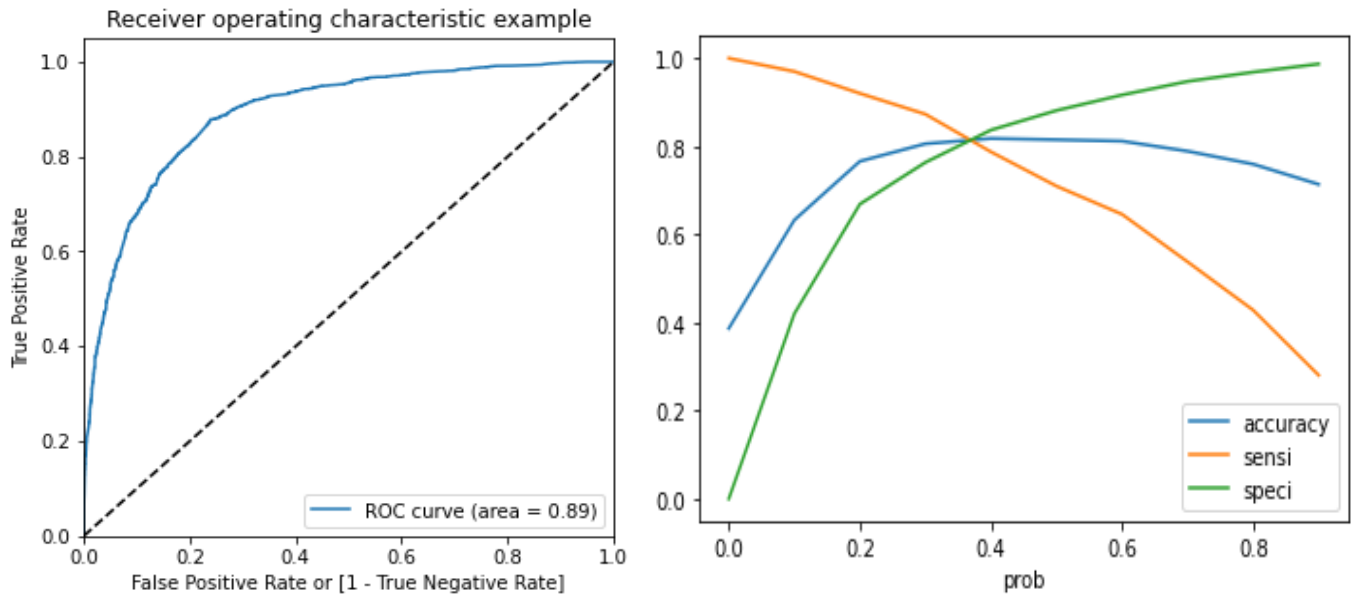 Receiver operating characteristic example
True Positive Rate
1.0
0.8
0.6
0.4
0.2
0.0
0.0 0.2 0.4 0.6 0.8 1.0
False Positive Rate or [1 - True Negative Rate]
ROC curve (area = 0.89)
1.0
0.8
0.6
0.4
0.2
0.0
0.0 0.2 0.4 0.6 0.8
prob
accuracy
sensi
speci